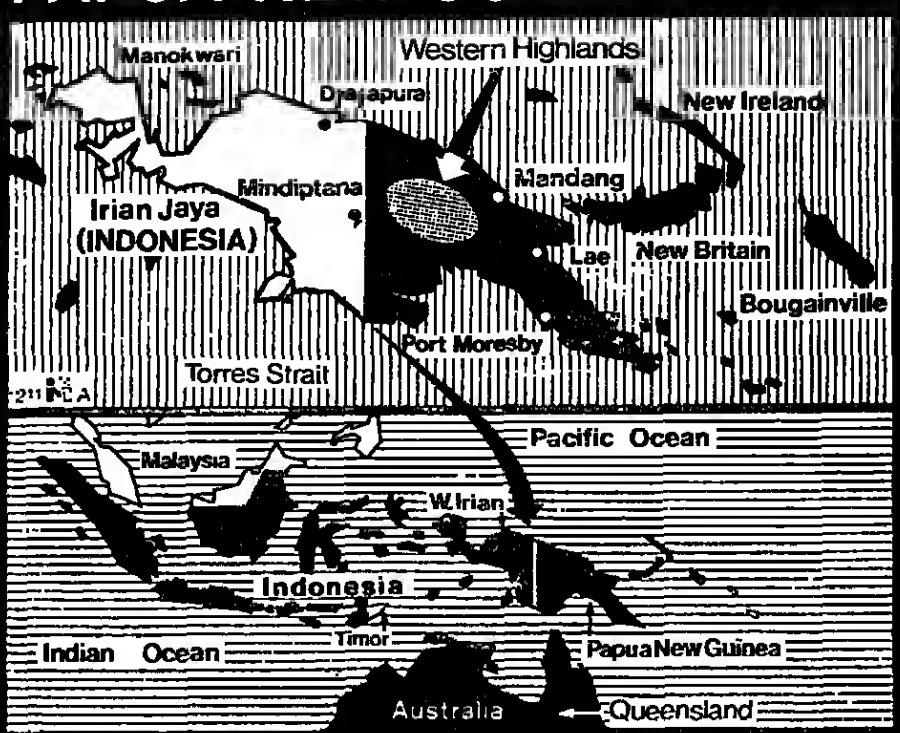 Manokwari
Western Highlands
Djajapura
New Ireland
Mindiptana
Mandang
Irian Jaya
(INDONESIA)
Lae
New Britain
Bougainville
Port Moresby
Torres Strait
Pacific Ocean
Malaysia
W.Irian
Indonesia
Timor
Indian Ocean
Papua New Guinea
Australia
Queensland